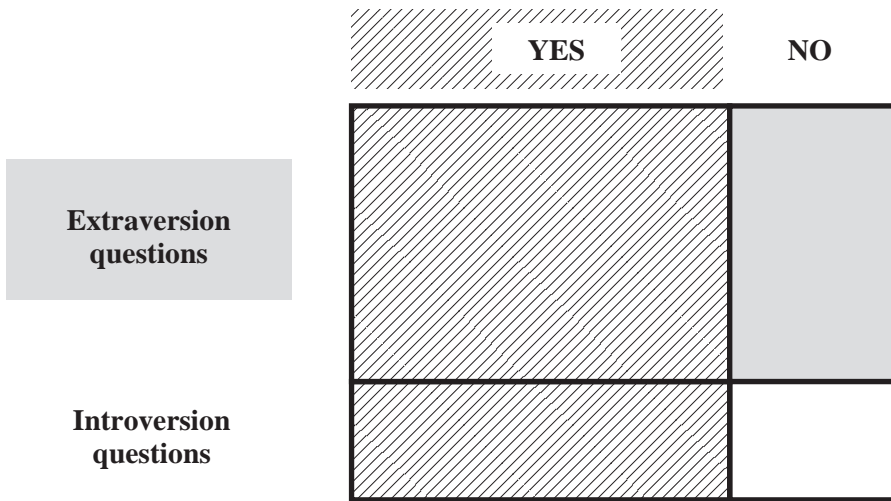 YES
NO
Extraversion
questions
Introversion
questions